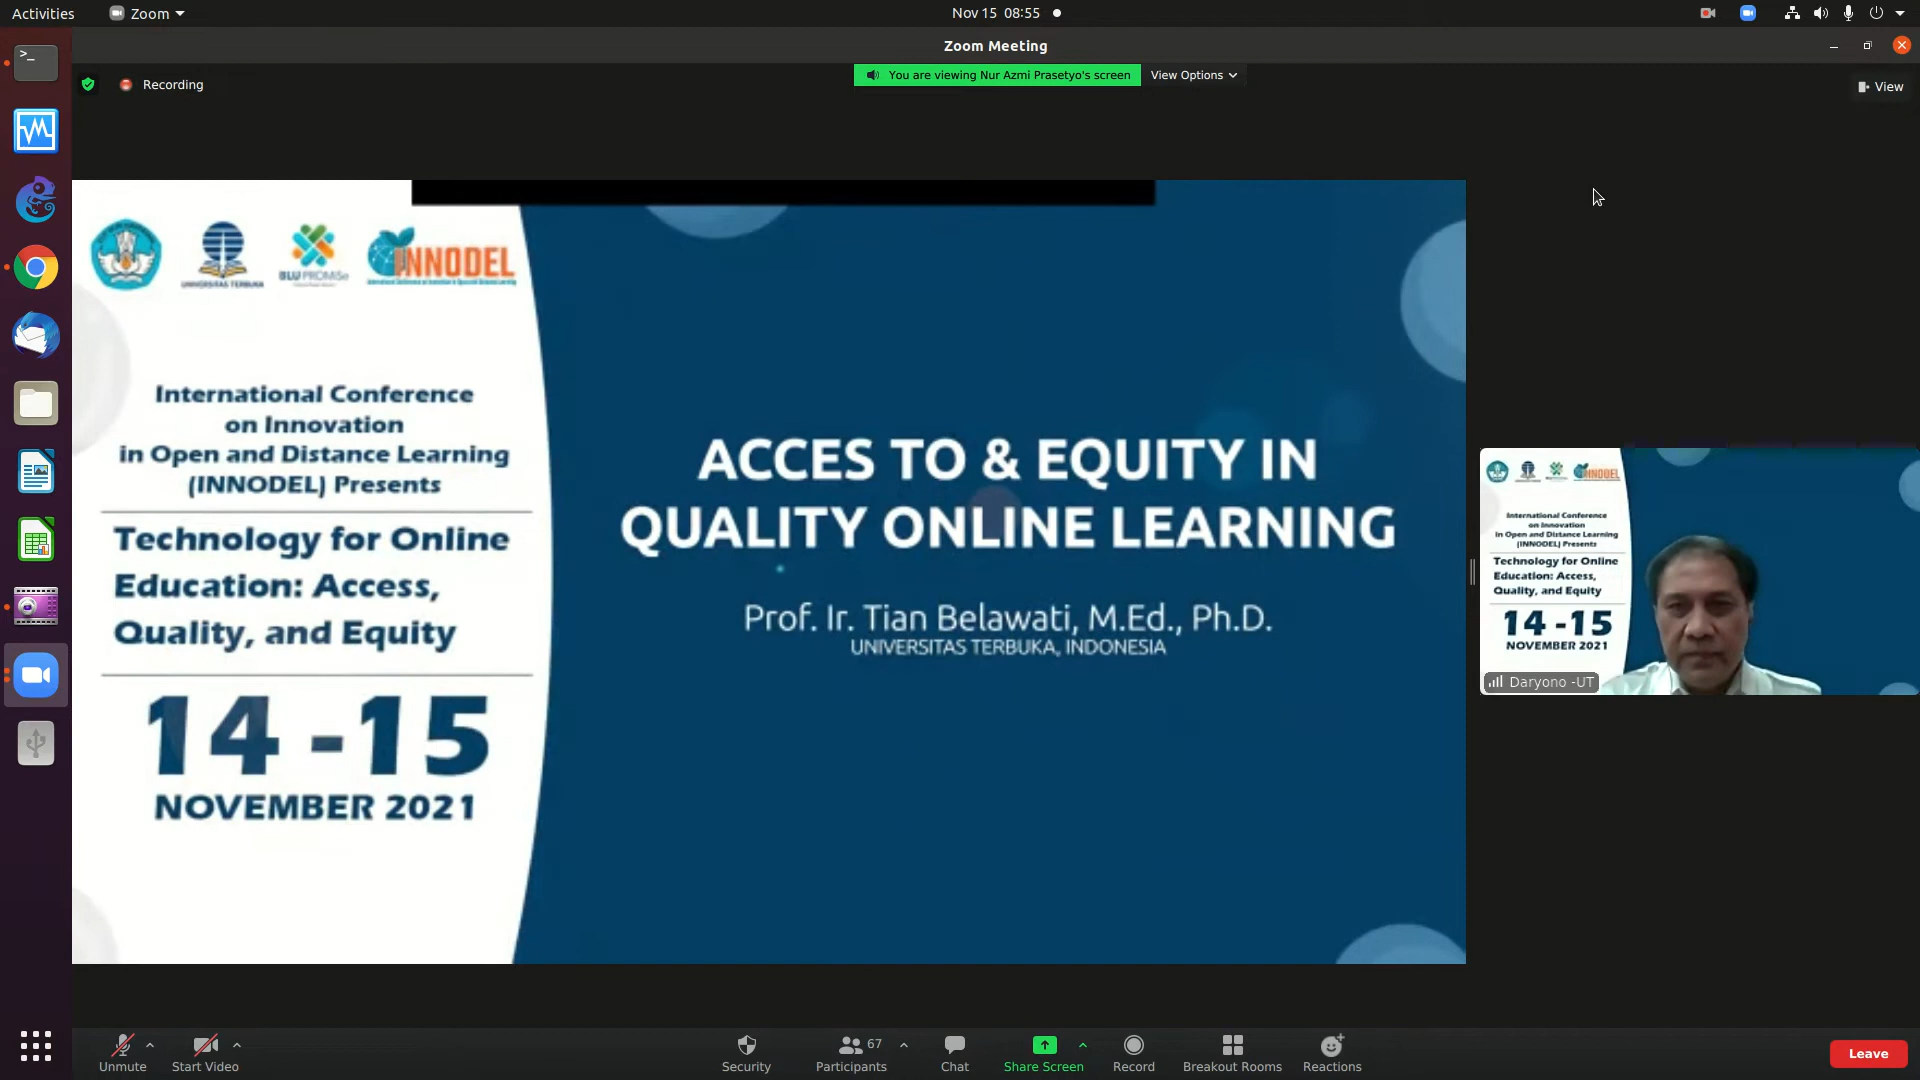 Activities
Zoom
Nov 15 08:55
Zoom Meeting
Recording
You are viewing Nur Azmi Prasetyo's screen
View Options
View
UNIVERSITAS TERBUKA
BLU PROMISe
INNODEL
International Conference
on Innovation
in Open and Distance Learning
(INNODEL) Presents
Technology for Online
Education: Access,
Quality, and Equity
14 -15
NOVEMBER 2021
ACCES TO & EQUITY IN
QUALITY ONLINE LEARNING
Prof. Ir. Tian Belawati, M.Ed., Ph.D.
UNIVERSITAS TERBUKA, INDONESIA
INNODEL
International Conference
on Innovation
in Open and Distance Learning
(INNODEL) Presents
Technology for Online
Education: Access,
Quality, and Equity
14 -15
NOVEMBER 2021
Daryono -UT
Unmute
Start Video
Security
Participants
67
Chat
Share Screen
Record
Breakout Rooms
Reactions
Leave